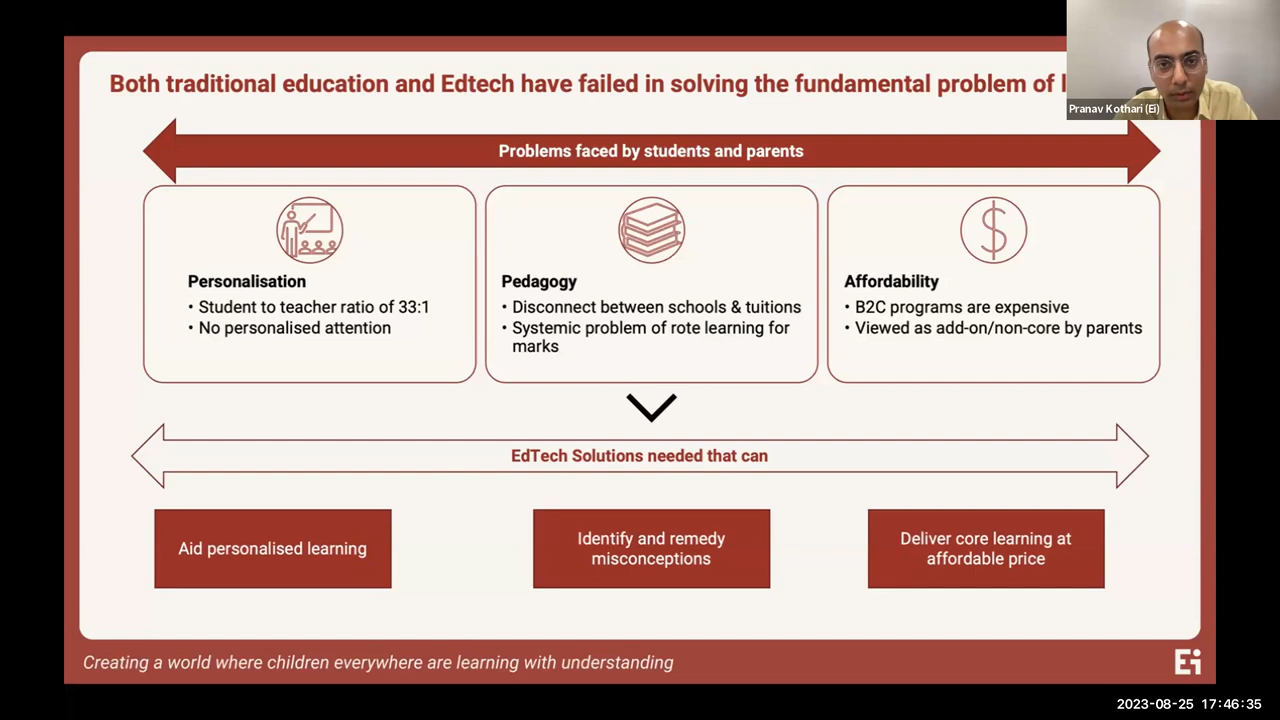 Both traditional education and Edtech have failed in solving the fundamental problem of
Pranav Kothari (Ei)
Problems faced by students and parents
Personalisation
• Student to teacher ratio of 33:1
• No personalised attention
Pedagogy
• Disconnect between schools & tuitions
• Systemic problem of rote learning for
marks
Affordability
• B2C programs are expensive
• Viewed as add-on/non-core by parents
EdTech Solutions needed that can
Aid personalised learning
Identify and remedy
misconceptions
Deliver core learning at
affordable price
Creating a world where children everywhere are learning with understanding
Ei
2023-08-25 17:46:35